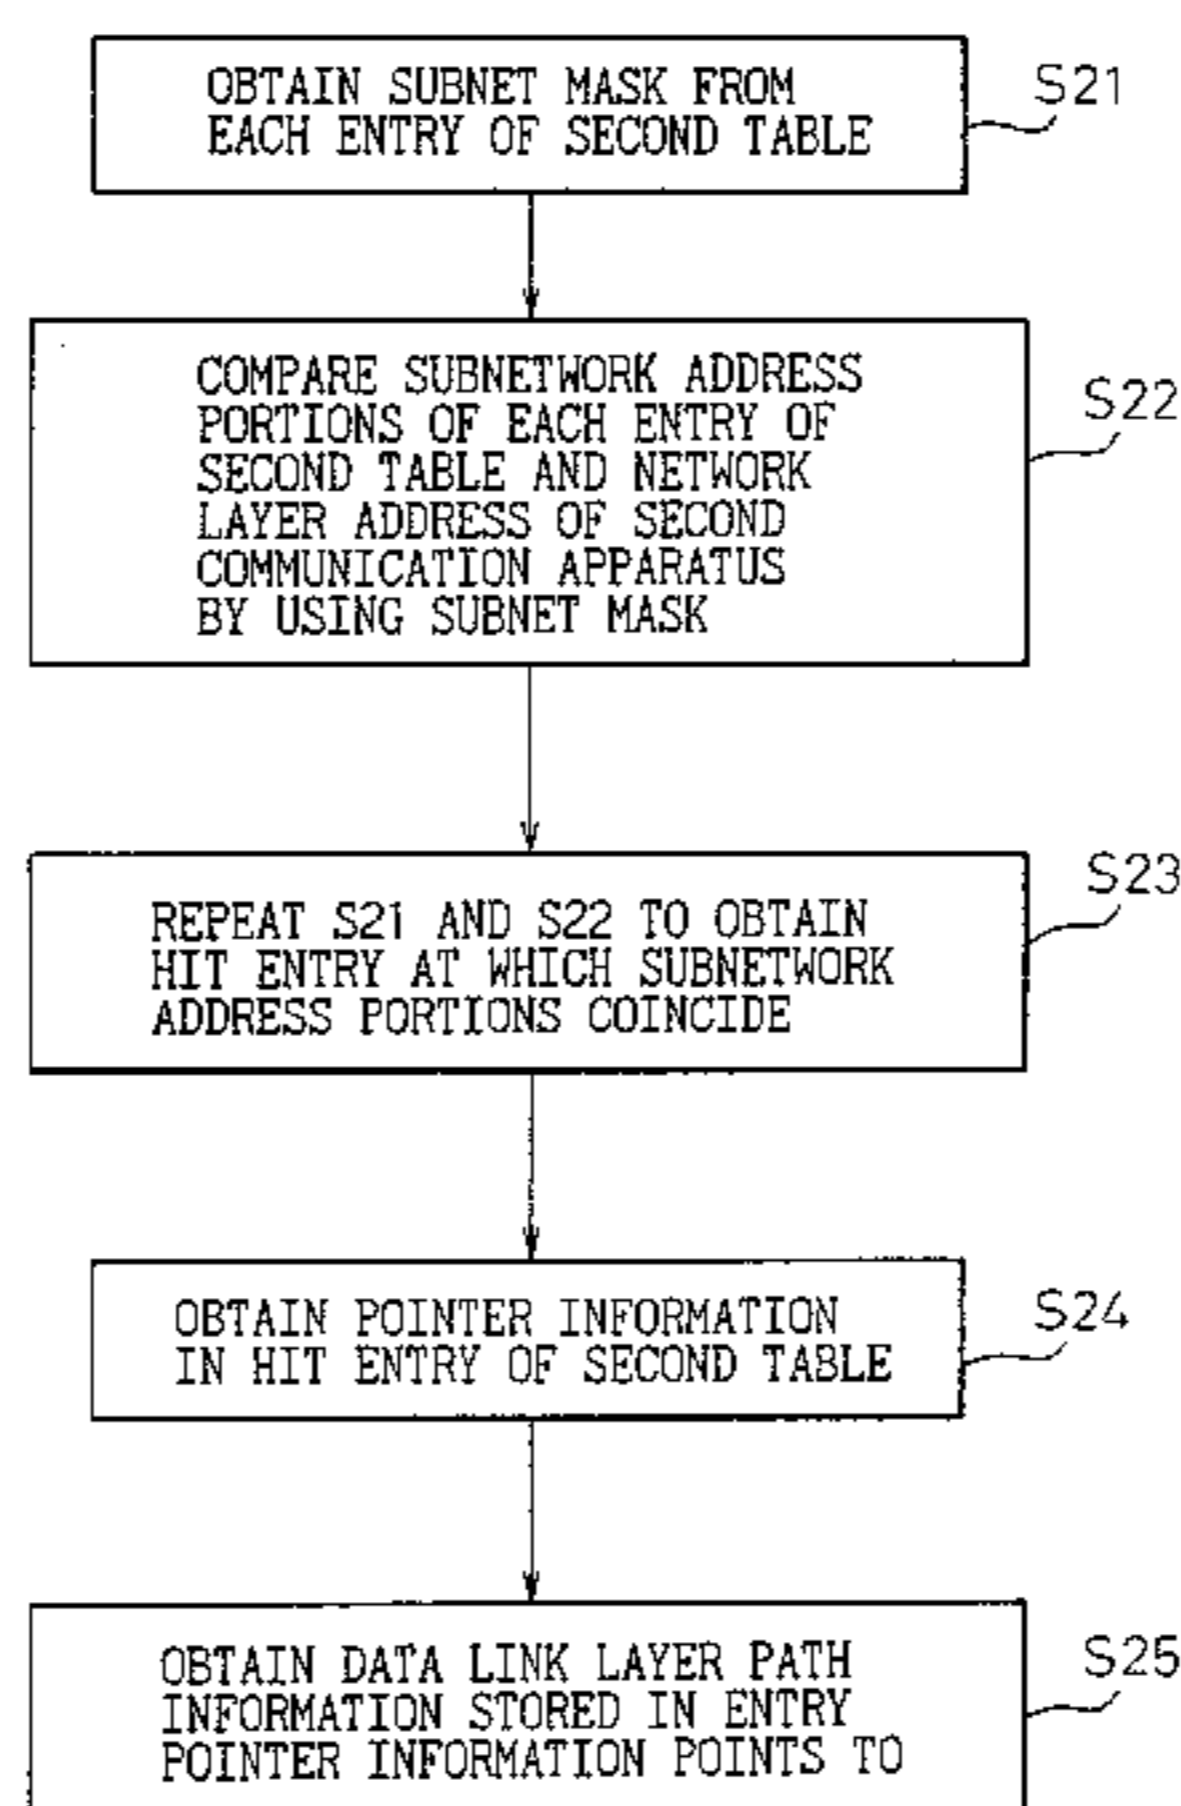 OBTAIN SUBNET MASK FROM
EACH ENTRY OF SECOND TABLE
S21
COMPARE SUBNETWORK ADDRESS
PORTIONS OF EACH ENTRY OF
SECOND TABLE AND NETWORK
LAYER ADDRESS OF SECOND
COMMUNICATION APPARATUS
BY USING SUBNET MASK
S22
REPEAT S21 AND S22 TO OBTAIN
HIT ENTRY AT WHICH SUBNETWORK
ADDRESS PORTIONS COINCIDE
S23
OBTAIN POINTER INFORMATION
IN HIT ENTRY OF SECOND TABLE
S24
OBTAIN DATA LINK LAYER PATH
INFORMATION STORED IN ENTRY
POINTER INFORMATION POINTS TO
S25